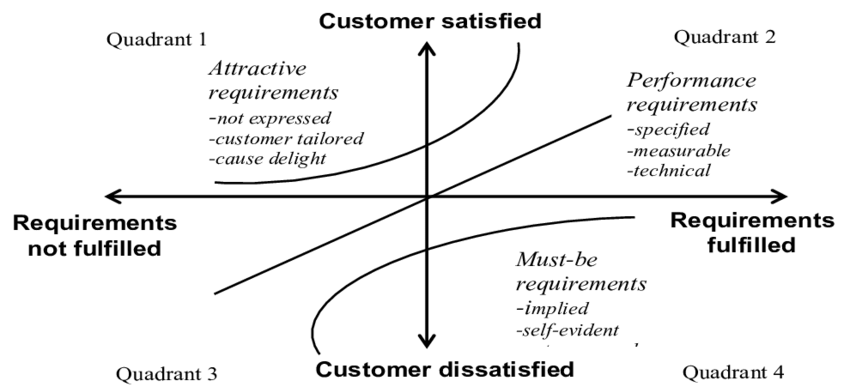 Customer satisfied
Quadrant 1
Quadrant 2
Attractive
requirements
-not expressed
-customer tailored
-cause delight
Performance
requirements
-specified
-measurable
-technical
Requirements
not fulfilled
Requirements
fulfilled
Must-be
requirements
-implied
-self-evident
Quadrant 3
Customer dissatisfied
Quadrant 4